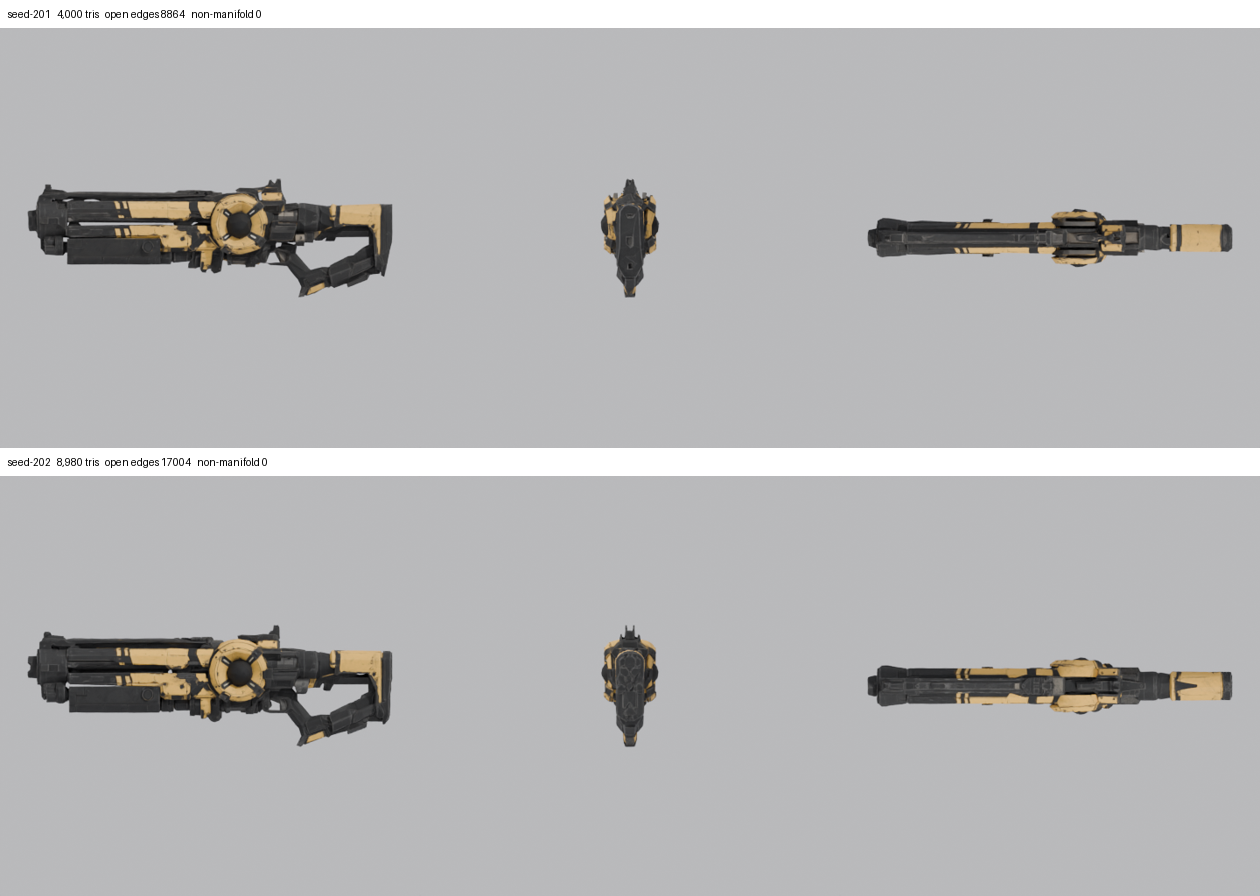 seed-201 4,000 tris open edges 8864 non-manifold 0
seed-202 8,980 tris open edges 17004 non-manifold 0